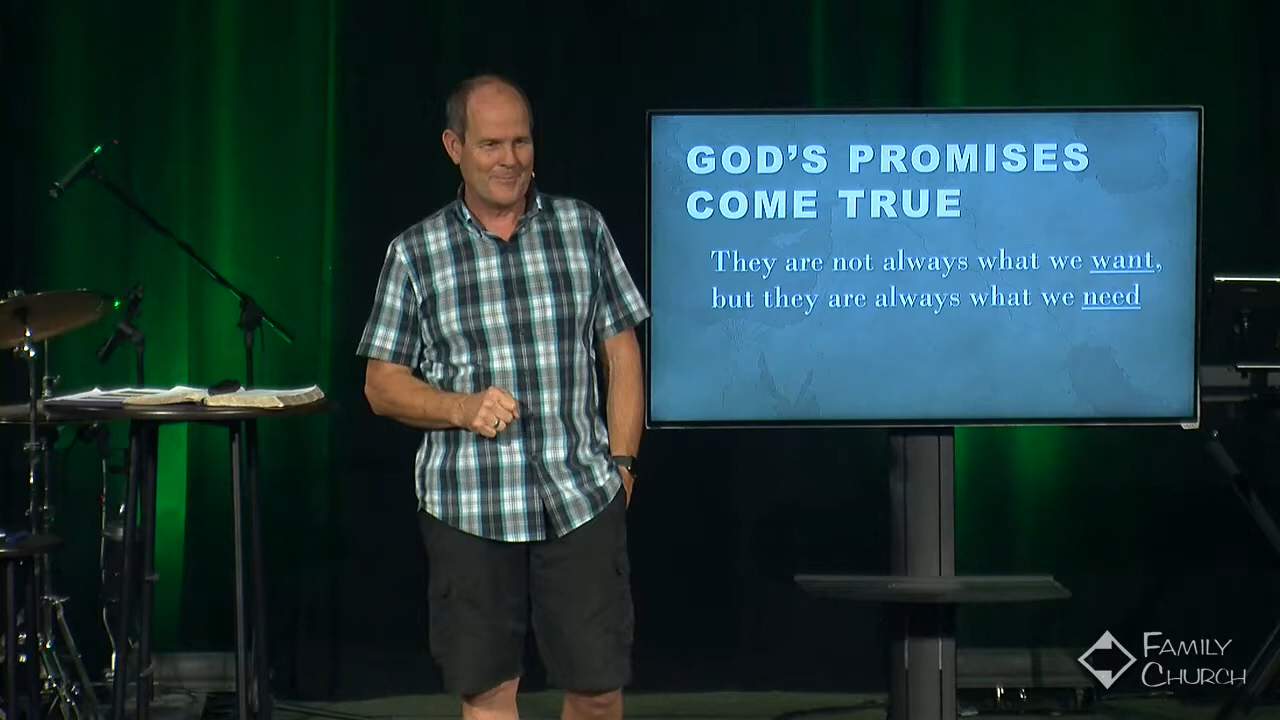 GOD'S PROMISES
COME TRUE
They are not always what we want,
but they are always what we need
FAMILY
CHURCH